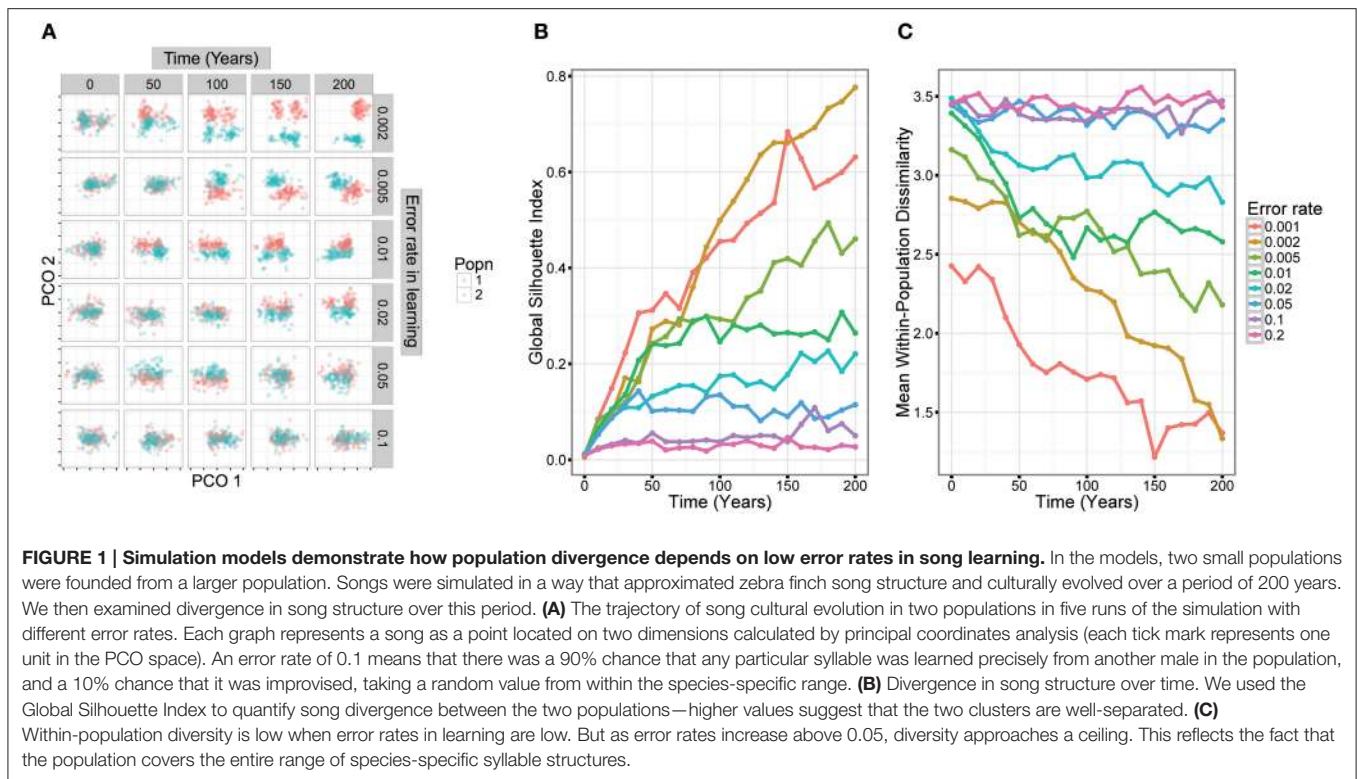 A
Time (Years)
0 50 100 150 200
0.002
0.005
0.01
0.02
0.05
0.1
Error rate in learning
PCO 2
PCO 1
Popn
1
2
B
0.8
0.6
0.4
0.2
0.0
Global Silhouette Index
0 50 100 150 200
Time (Years)
C
3.5
3.0
2.5
2.0
1.5
Mean Within-Population Dissimilarity
0 50 100 150 200
Time (Years)
Error rate
0.001
0.002
0.005
0.01
0.02
0.05
0.1
0.2
FIGURE 1 | Simulation models demonstrate how population divergence depends on low error rates in song learning. In the models, two small populations
were founded from a larger population. Songs were simulated in a way that approximated zebra finch song structure and culturally evolved over a period of 200 years.
We then examined divergence in song structure over this period. (A) The trajectory of song cultural evolution in two populations in five runs of the simulation with
different error rates. Each graph represents a song as a point located on two dimensions calculated by principal coordinates analysis (each tick mark represents one
unit in the PCO space). An error rate of 0.1 means that there was a 90% chance that any particular syllable was learned precisely from another male in the population,
and a 10% chance that it was improvised, taking a random value from within the species-specific range. (B) Divergence in song structure over time. We used the
Global Silhouette Index to quantify song divergence between the two populations—higher values suggest that the two clusters are well-separated. (C)
Within-population diversity is low when error rates in learning are low. But as error rates increase above 0.05, diversity approaches a ceiling. This reflects the fact that
the population covers the entire range of species-specific syllable structures.